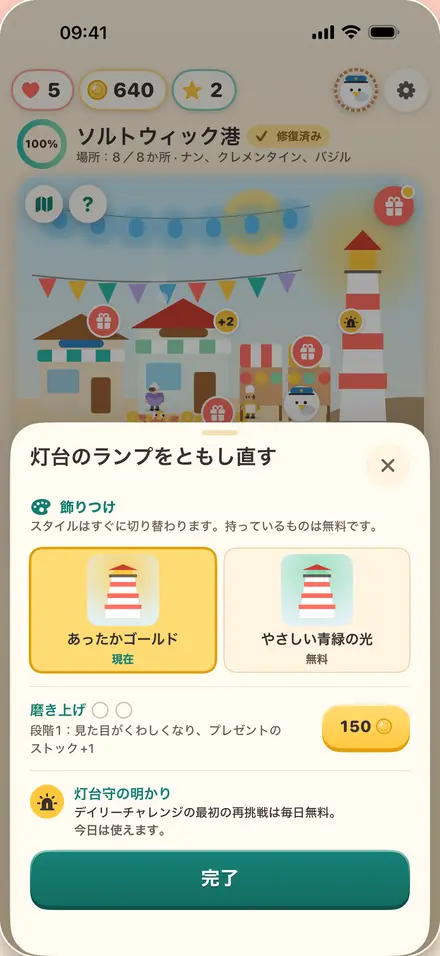 09:41
5
640
2
100%
ソルトウィック港
修復済み
場所：8／8か所・ナン、クレメンタイン、バジル
?
+2
灯台のランプをともし直す
飾りつけ
スタイルはすぐに切り替わります。持っているものは無料です。
あったかゴールド
現在
やさしい青緑の光
無料
磨き上げ
段階1：見た目がくわしくなり、プレゼントの
ストック+1
150
灯台守の明かり
デイリーチャレンジの最初の再挑戦は毎日無料。
今日は使えます。
完了